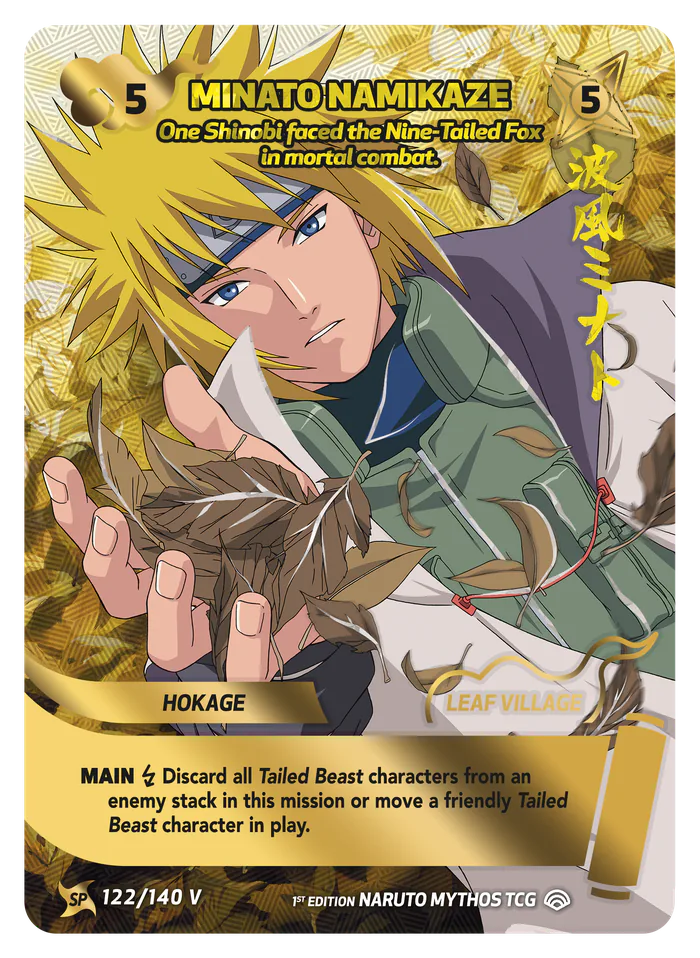 5
MINATO NAMIKAZE
5
One Shinobi faced the Nine-Tailed Fox
in mortal combat.
波風ミナト
HOKAGE
LEAF VILLAGE
MAIN Discard all Tailed Beast characters from an
enemy stack in this mission or move a friendly Tailed
Beast character in play.
SP 122/140 V
1ST EDITION NARUTO MYTHOS TCG